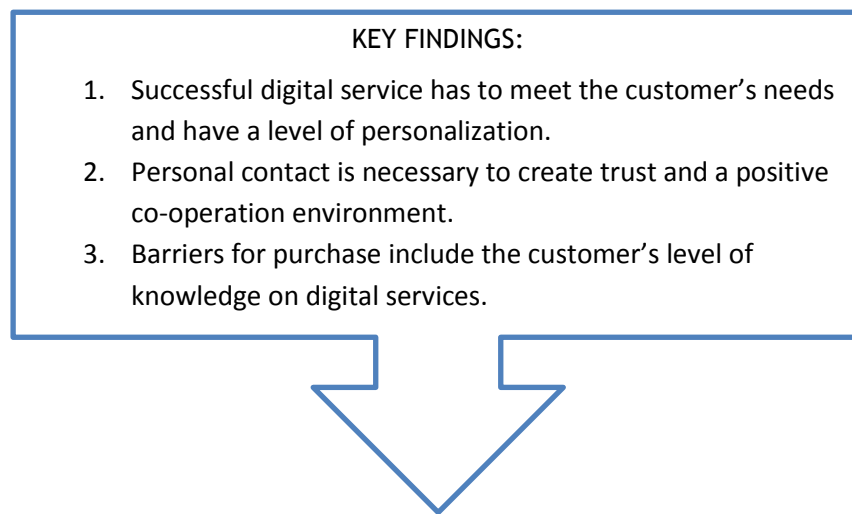 KEY FINDINGS:
1. Successful digital service has to meet the customer’s needs
and have a level of personalization.
2. Personal contact is necessary to create trust and a positive
co-operation environment.
3. Barriers for purchase include the customer’s level of
knowledge on digital services.